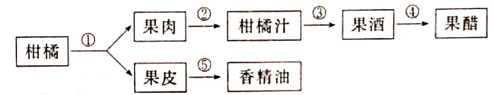 ① 果肉 ② 柑橘汁 ③ 果酒 ④ 果醋
柑橘
果皮 ⑤ 香精油